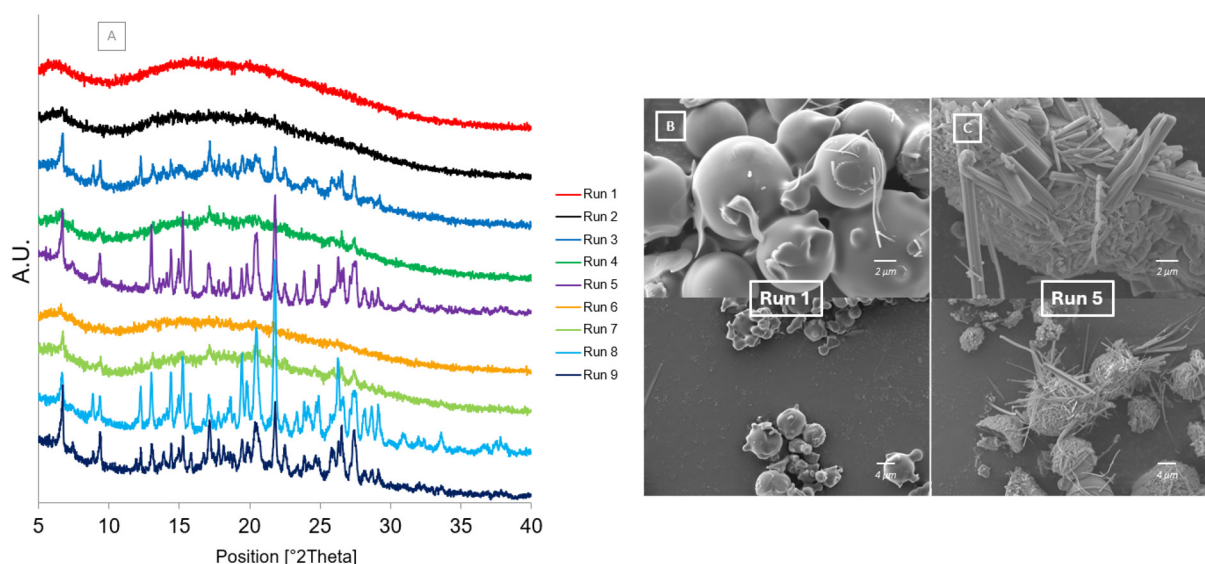 A
A.U.
5
10
15
20
25
30
35
40
Position [°2Theta]
Run 1
Run 2
Run 3
Run 4
Run 5
Run 6
Run 7
Run 8
Run 9
B
2 µm
C
2 µm
Run 1
Run 5
4 µm
4 µm